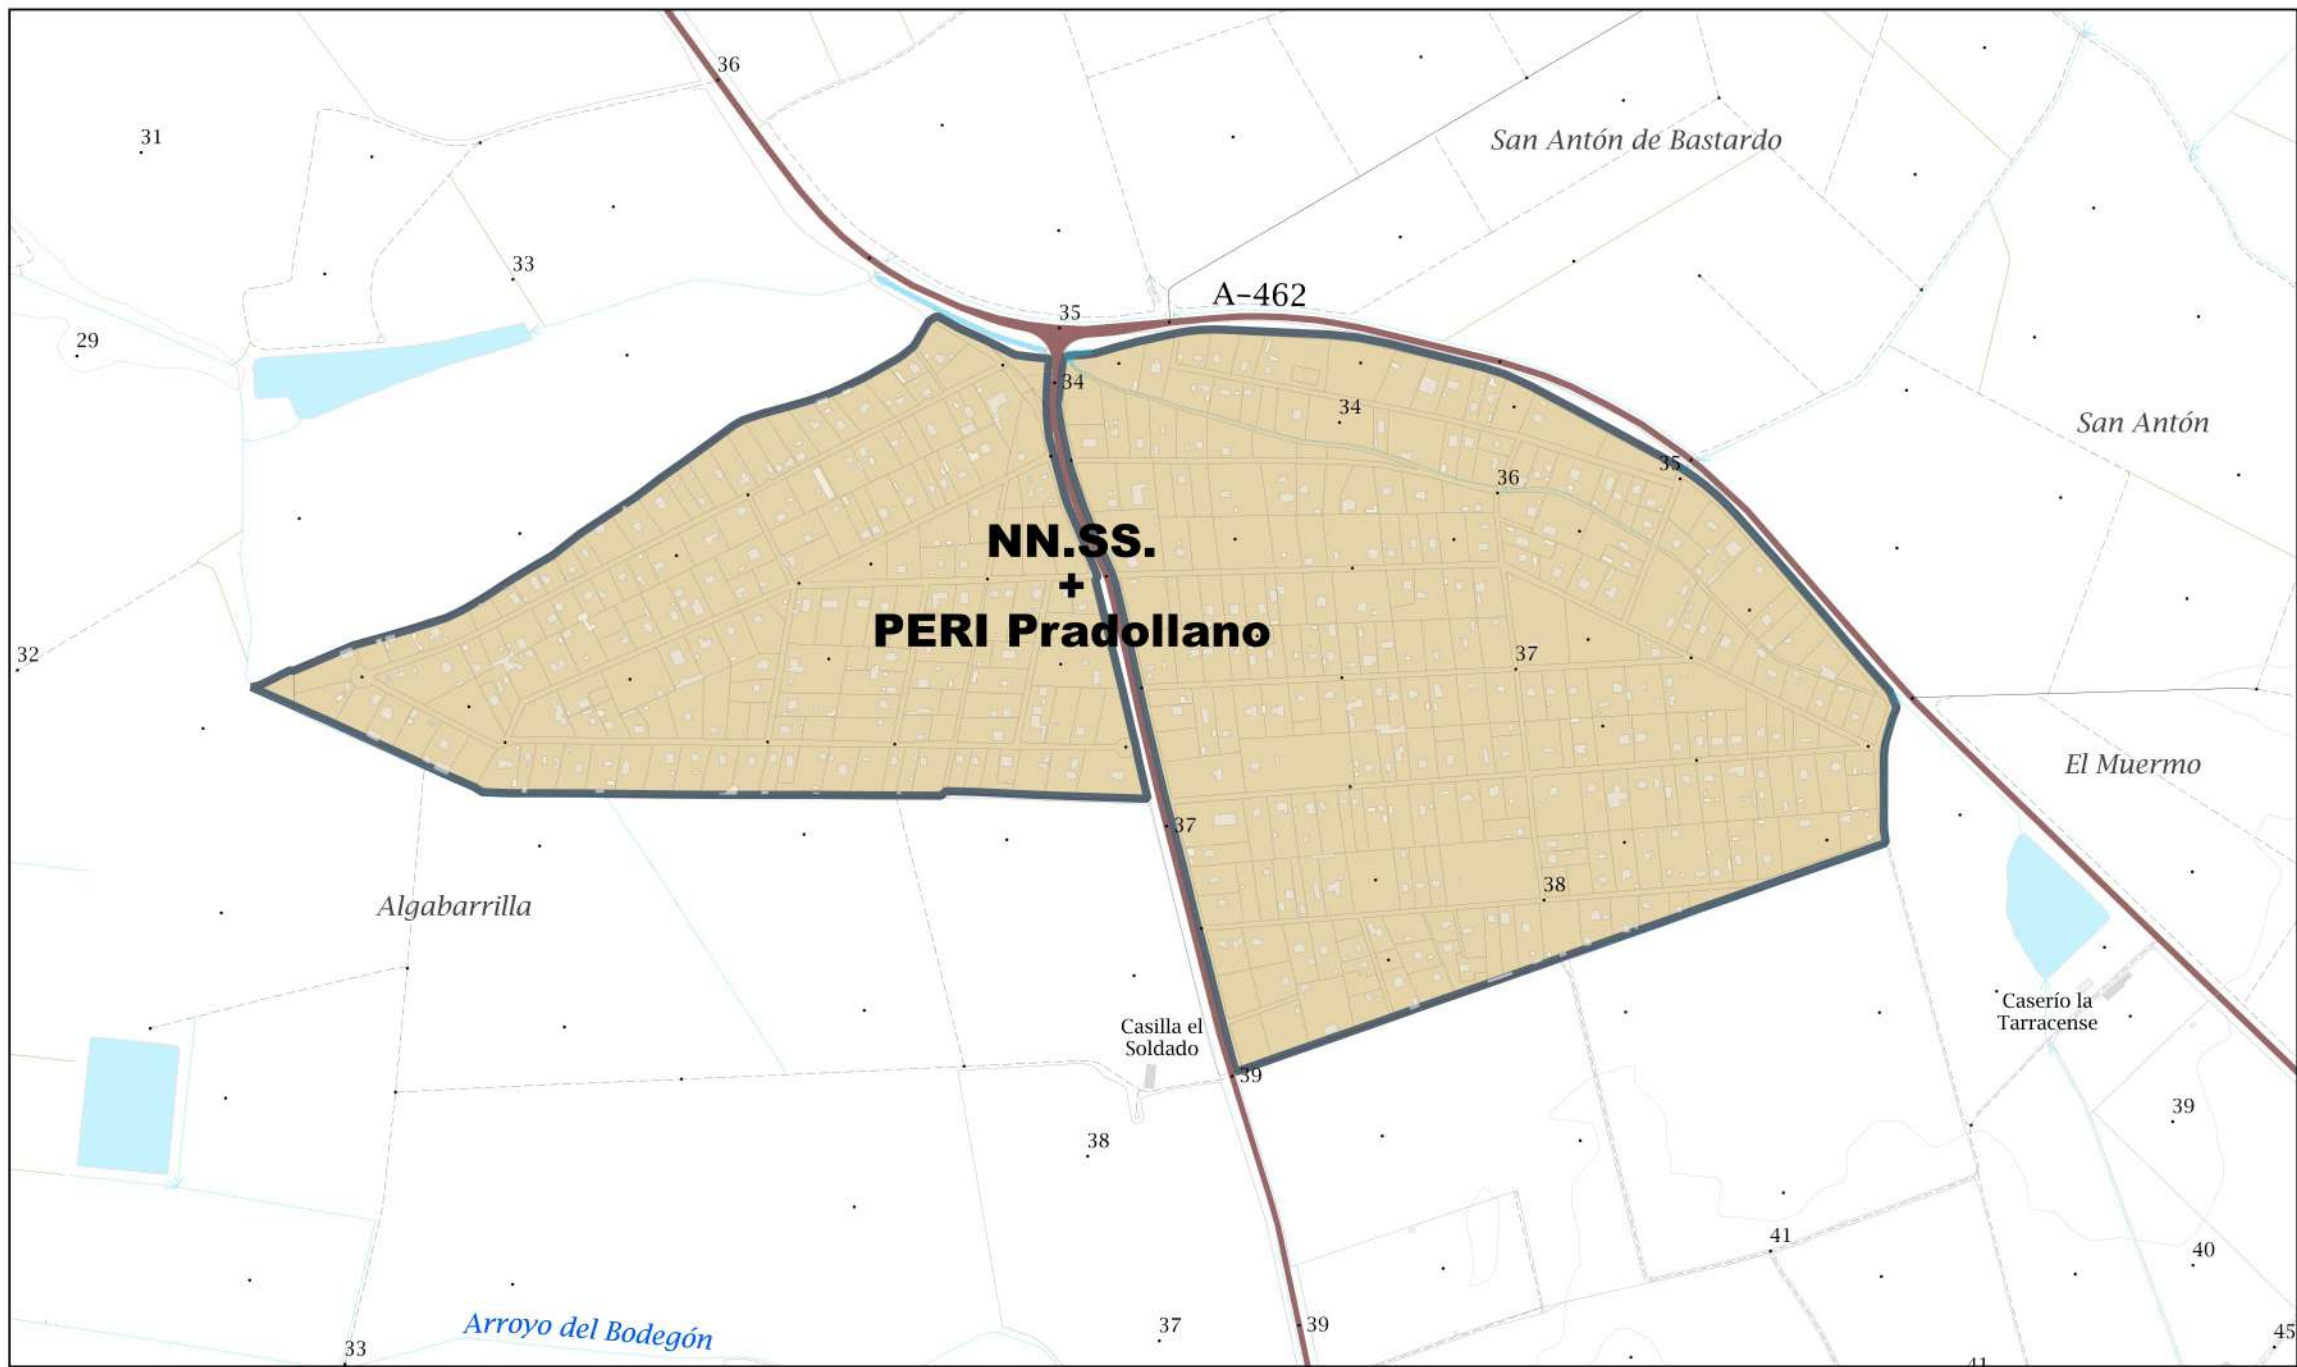 36
31
San Antón de Bastardo
33
A-462
35
29
34
34
San Antón
35
36
NN.SS.
+
PERI Pradollano
32
37
El Muermo
37
38
Algabarrilla
Caserío la
Tarracense
Casilla el
Soldado
39
39
38
41
40
Arroyo del Bodegón
37
39
45
33
41